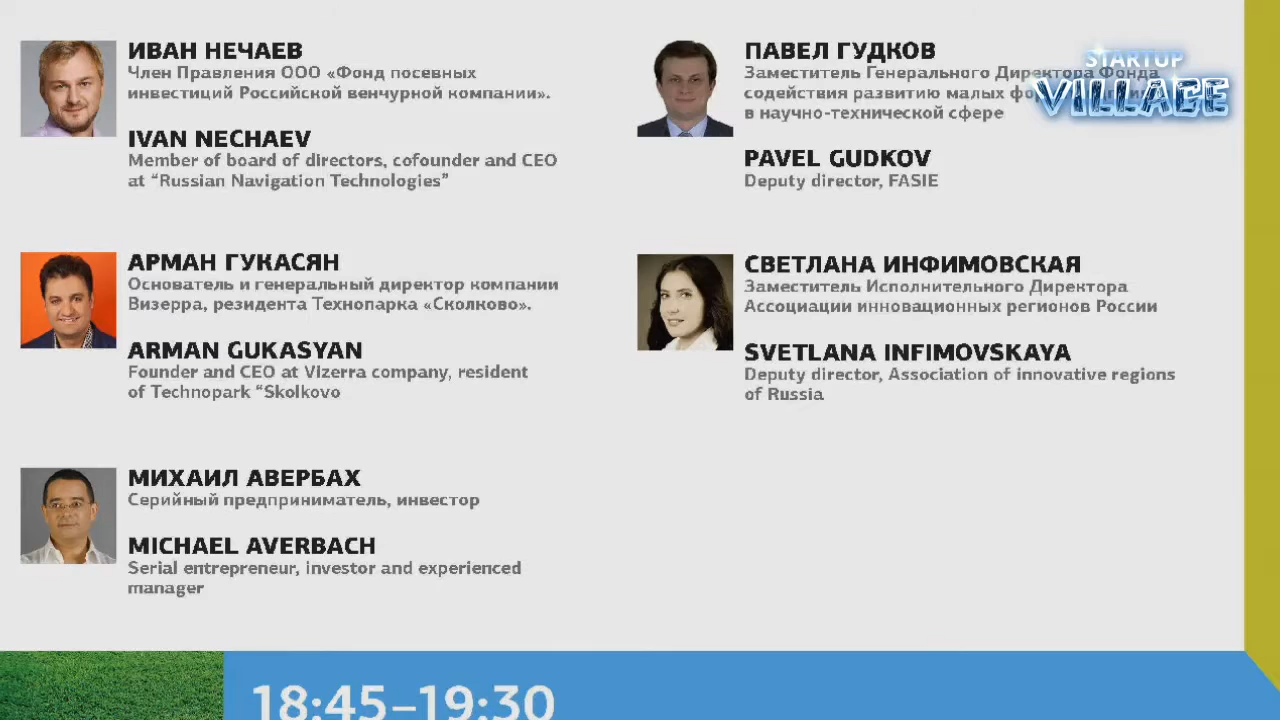 ИВАН НЕЧАЕВ
Член Правления ООО «Фонд посевных
инвестиций Российской венчурной компании».
IVAN NECHAEV
Member of board of directors, cofounder and CEO
at “Russian Navigation Technologies”
АРМАН ГУКАСЯН
Основатель и генеральный директор компании
Визерра, резидента Технопарка «Сколково».
ARMAN GUKASYAN
Founder and CEO at Vizerra company, resident
of Technopark “Skolkovo
МИХАИЛ АВЕРБАХ
Серийный предприниматель, инвестор
MICHAEL AVERBACH
Serial entrepreneur, investor and experienced
manager
ПАВЕЛ ГУДКОВ
Заместитель Генерального Директора Фонда
содействия развитию малых
в научно-технической сфере
PAVEL GUDKOV
Deputy director, FASIE
СВЕТЛАНА ИНФИМОВСКАЯ
Заместитель Исполнительного Директора
Ассоциации инновационных регионов России
SVETLANA INFIMOVSKAYA
Deputy director, Association of innovative regions
of Russia
STARTUP
VILLAGE
18:45–19:30